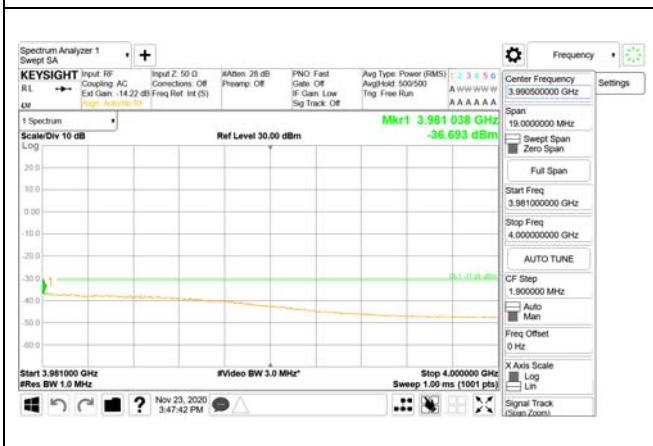 Spectrum Analyzer 1
Swept SA
+
Frequency
KEYSIGHT Input: RF Input Z: 50 Ω #Atten: 28 dB PNO: Fast Avg Type: Power (RMS) 1 2 3 4 5 6
RL Coupling: AC Corrections: Off Preamp: Off Gate: Off Avg|Hold: 500/500 A W W W W W
Ext Gain: -14.22 dB Freq Ref: Int (S) IF Gain: Low Trig: Free Run
Align: Auto/No RF Sig Track: Off A A A A A A
1 Spectrum
Mkr1 3.981 038 GHz
Scale/Div 10 dB Ref Level 30.00 dBm -36.693 dBm
Log
20.0
10.0
0.00
-10.0
-20.0
-30.0
1
-40.0
-50.0
-60.0
Start 3.981000 GHz #Video BW 3.0 MHz* Stop 4.000000 GHz
#Res BW 1.0 MHz Sweep 1.00 ms (1001 pts)
? Nov 23, 2020
3:47:42 PM
Center Frequency
3.990500000 GHz
Settings
Span
19.0000000 MHz
Swept Span
Zero Span
Full Span
Start Freq
3.981000000 GHz
Stop Freq
4.000000000 GHz
AUTO TUNE
CF Step
1.900000 MHz
Auto
Man
Freq Offset
0 Hz
X Axis Scale
Log
Lin
Signal Track
(Span Zoom)